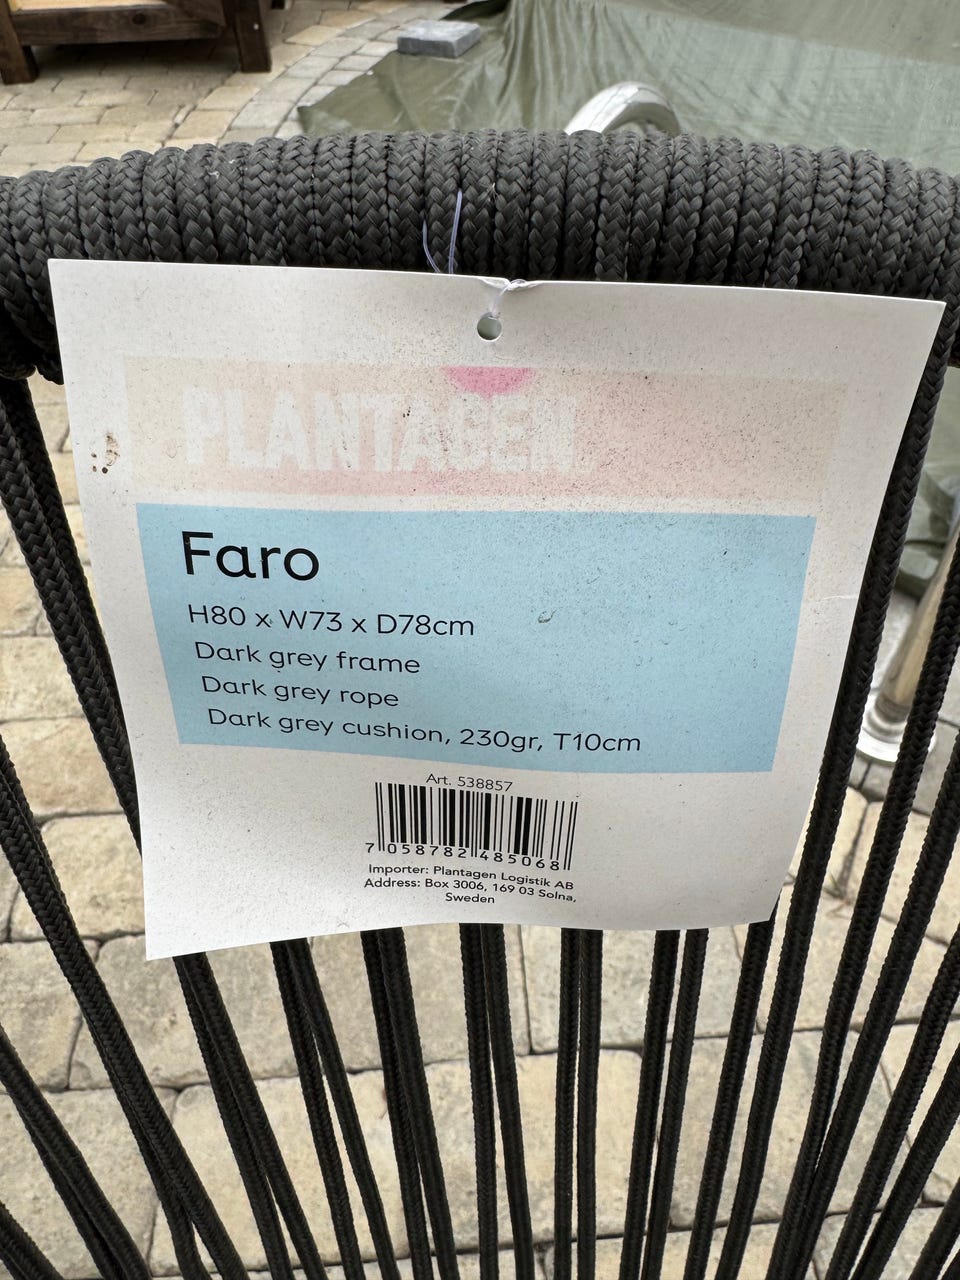 PLANTAGEN
Faro
H80 x W73 x D78cm
Dark grey frame
Dark grey rope
Dark grey cushion, 230gr, T10cm
Art. 538857
7 058782 485068
Importer: Plantagen Logistik AB
Address: Box 3006, 169 03 Solna,
Sweden